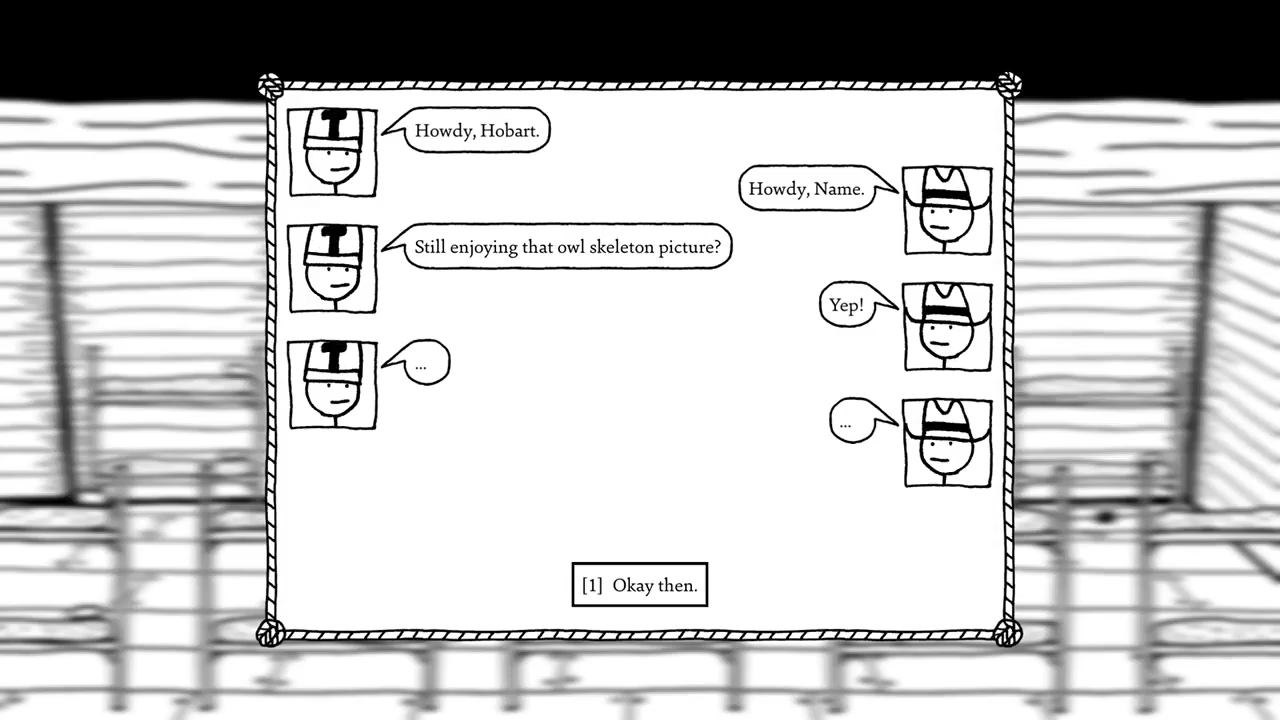 Howdy, Hobart.
Howdy, Name.
Still enjoying that owl skeleton picture?
Yep!
...
...
[1] Okay then.